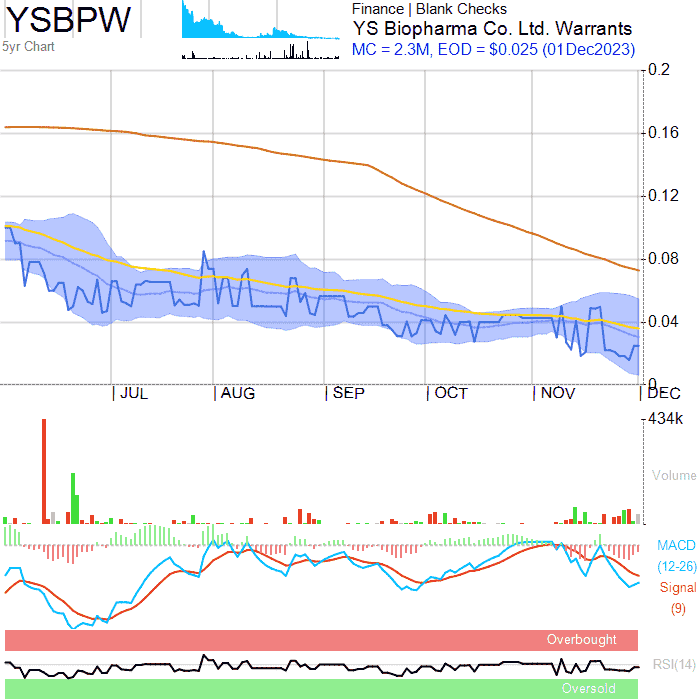 YSBPW
5yr Chart
Finance | Blank Checks
YS Biopharma Co. Ltd. Warrants
MC = 2.3M, EOD = $0.025 (01Dec2023)
0.2
0.16
0.12
0.08
0.04
0
JUL AUG SEP OCT NOV DEC
434k
Volume
MACD
(12-26)
Signal
(9)
Overbought
RSI(14)
Oversold